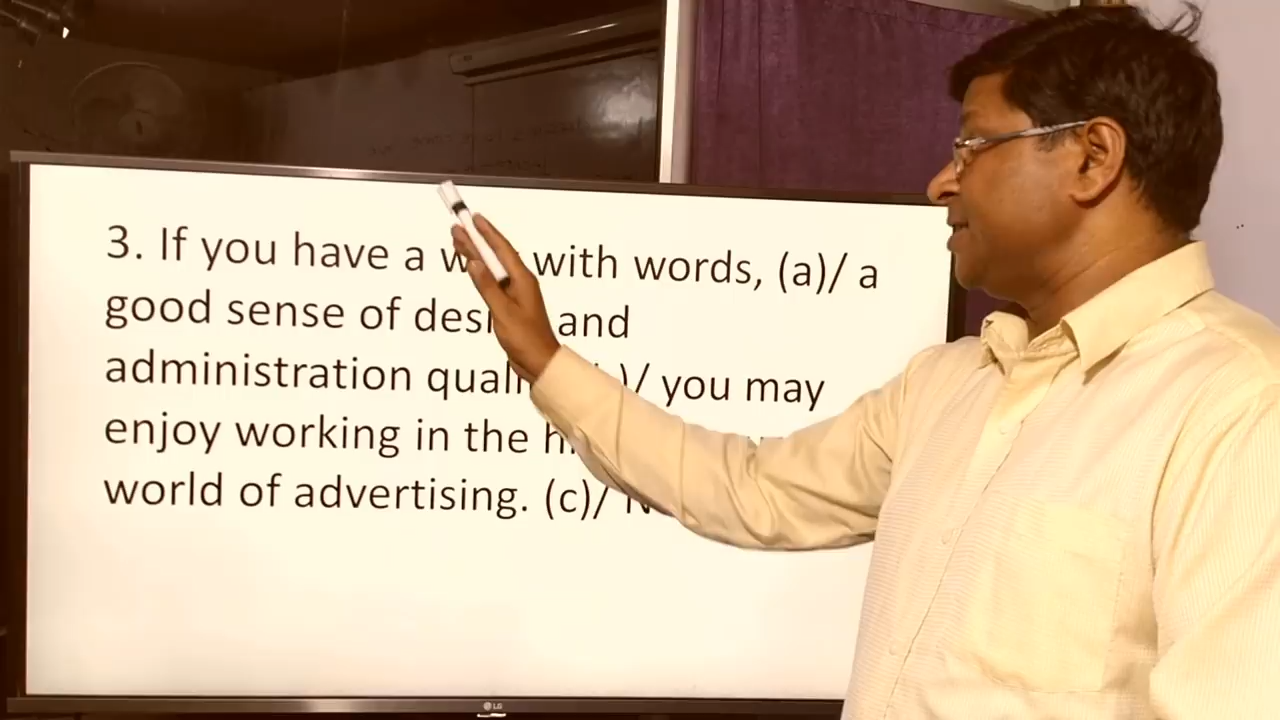 3. If you have a with words, (a)/ a
good sense of and
administration )/ you may
enjoy working in the
world of advertising. (c)/
LG